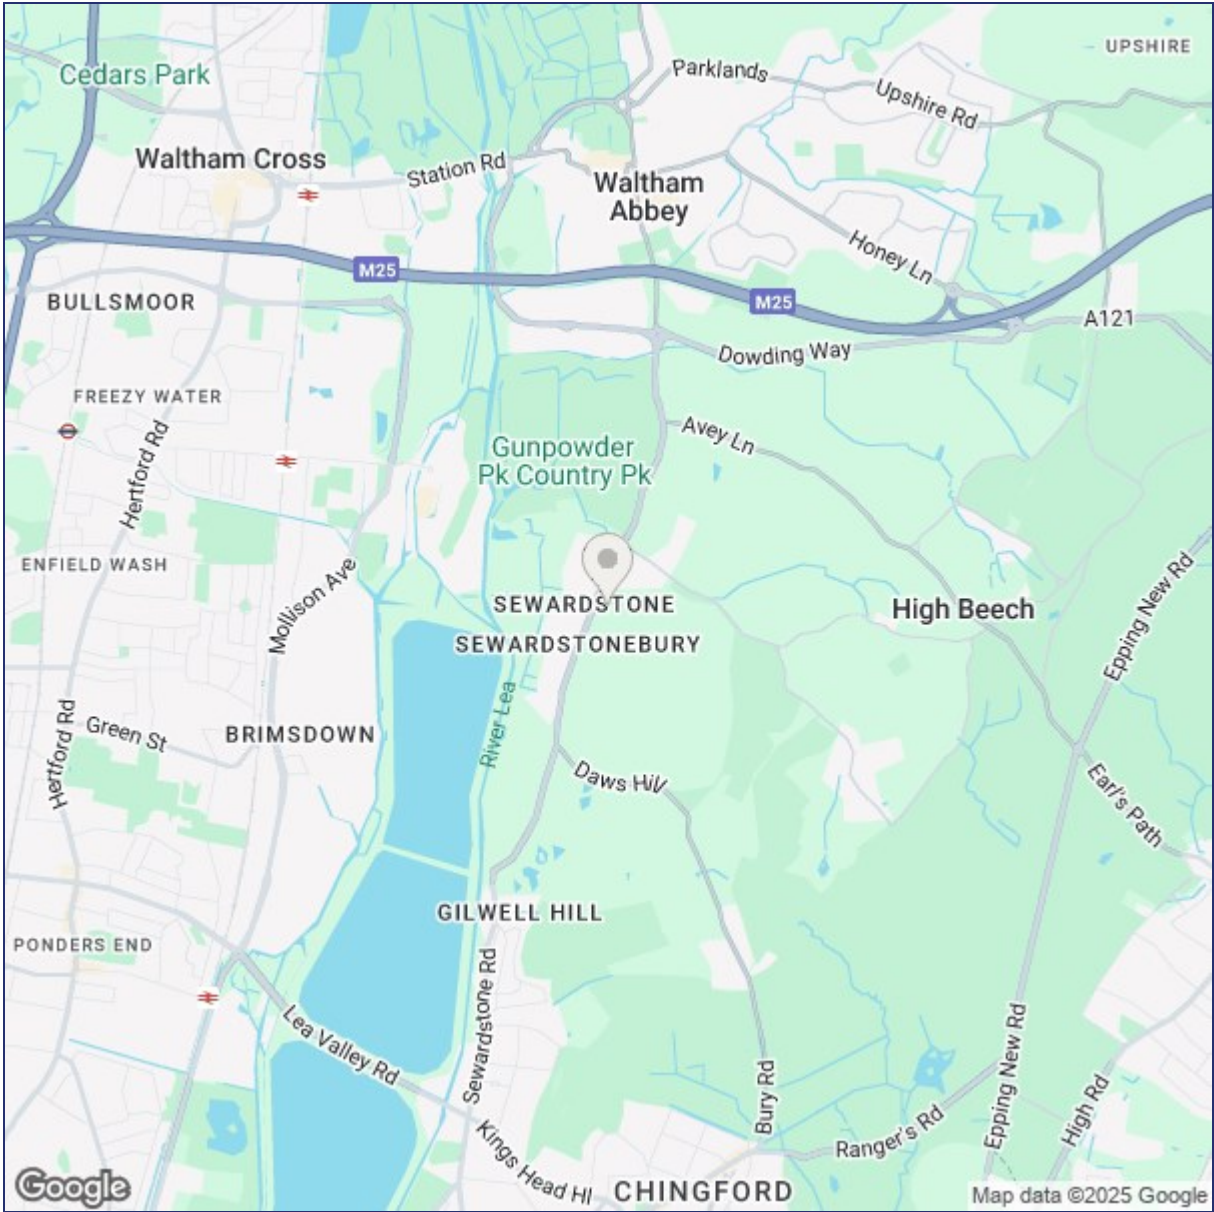 UPSHIRE
Cedars Park
Parklands
Upshire Rd
Waltham Cross
Station Rd
Waltham
Abbey
Honey Ln
M25
BULLSMOOR
M25
A121
Dowding Way
FREEZY WATER
Hertford Rd
Avey Ln
Gunpowder
Pk Country Pk
ENFIELD WASH
Mollison Ave
SEWARDSTONE
High Beech
Epping New Rd
SEWARDSTONEBURY
River Lea
Hertford Rd
Green St
BRIMSDOWN
Daws Hill
Earl's Path
GILWELL HILL
PONDERS END
Sewardstone Rd
Lea Valley Rd
Epping New Rd
Bury Rd
High Rd
Ranger's Rd
Kings Head Hl
CHINGFORD
Google
Map data ©2025 Google